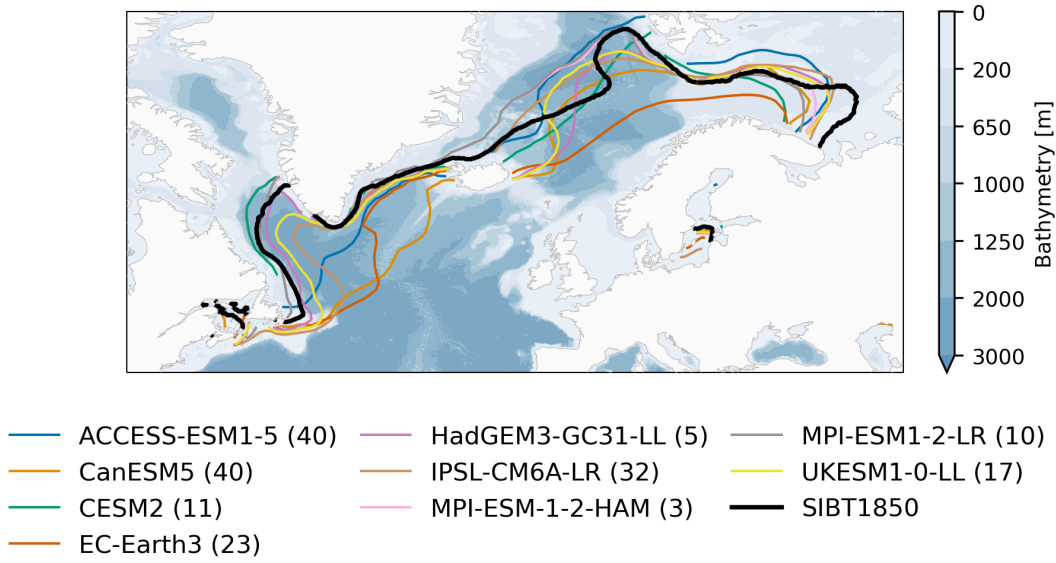 0
200
650
1000
1250
2000
3000
Bathymetry [m]
ACCESS-ESM1-5 (40)
CanESM5 (40)
CESM2 (11)
EC-Earth3 (23)
HadGEM3-GC31-LL (5)
IPSL-CM6A-LR (32)
MPI-ESM-1-2-HAM (3)
MPI-ESM1-2-LR (10)
UKESM1-0-LL (17)
SIBT1850